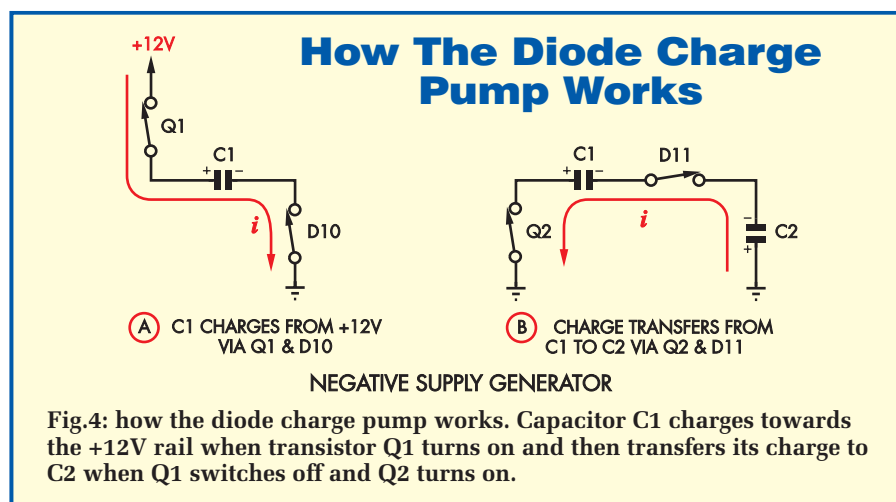 How The Diode Charge
Pump Works
+12V
Q1
C1
+ –
i
D10
C1
+ –
D11
Q2
i
–
+
C2
A C1 CHARGES FROM +12V
VIA Q1 & D10
B CHARGE TRANSFERS FROM
C1 TO C2 VIA Q2 & D11
NEGATIVE SUPPLY GENERATOR
Fig.4: how the diode charge pump works. Capacitor C1 charges towards
the +12V rail when transistor Q1 turns on and then transfers its charge to
C2 when Q1 switches off and Q2 turns on.